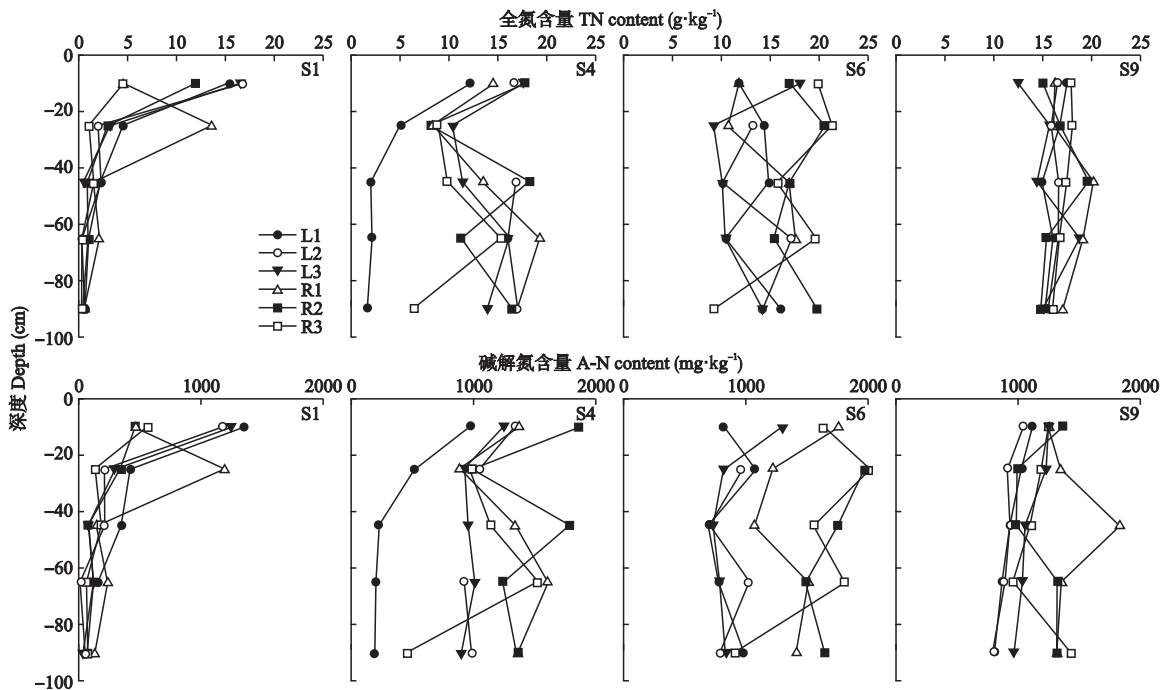 全氮含量 TN content (g·kg⁻¹)
0 5 10 15 20 25 0 5 10 15 20 25 0 5 10 15 20 25 0 5 10 15 20 25
0
S1 S4 S6 S9
−20
−40
−60
L1
L2
L3
R1
R2
R3
−80
−100
深度 Depth (cm)
碱解氮含量 A-N content (mg·kg⁻¹)
0 1000 2000 0 1000 2000 0 1000 2000 0 1000 2000
0
S1 S4 S6 S9
−20
−40
−60
−80
−100